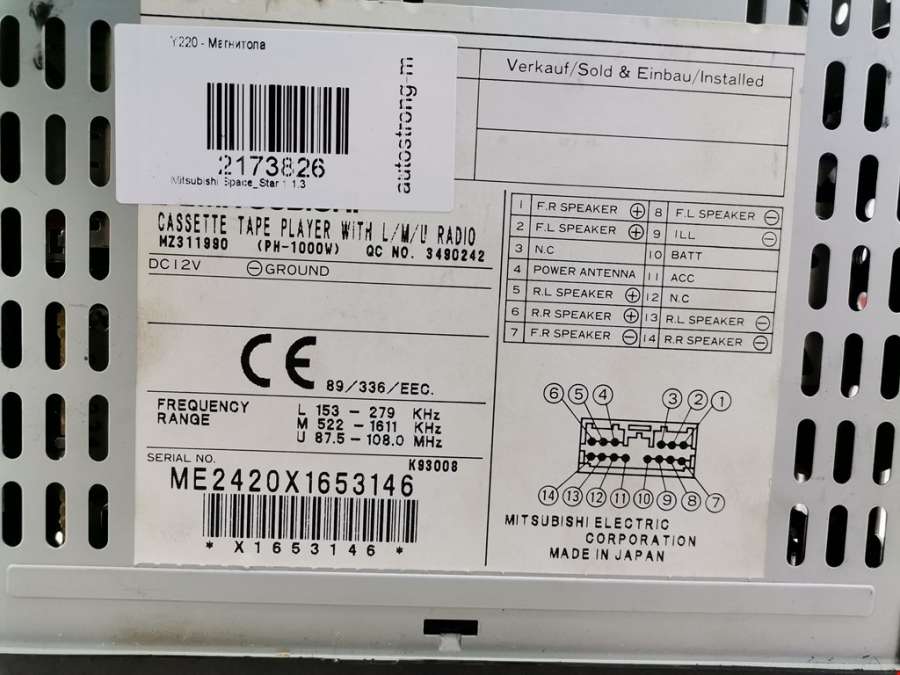 Y220 - Магнитола
2173826
Mitsubishi Space_Star 1 1.3
autostrong-m
Verkauf/Sold & Einbau/Installed
CASSETTE TAPE PLAYER WITH L/M/U RADIO
MZ311990 (PH-1000W) QC NO. 3490242
DC12V ⊖GROUND
CE 89/336/EEC.
FREQUENCY RANGE
L 153 - 279 KHz
M 522 - 1611 KHz
U 87.5 - 108.0 MHz
SERIAL NO. K93008
ME2420X1653146
* X1653146 *
1 F.R SPEAKER ⊕ 8 F.L SPEAKER ⊖
2 F.L SPEAKER ⊕ 9 ILL ⊖
3 N.C 10 BATT
4 POWER ANTENNA 11 ACC
5 R.L SPEAKER ⊕ 12 N.C
6 R.R SPEAKER ⊕ 13 R.L SPEAKER ⊖
7 F.R SPEAKER ⊖ 14 R.R SPEAKER ⊖
6 5 4 3 2 1
14 13 12 11 10 9 8 7
MITSUBISHI ELECTRIC
CORPORATION
MADE IN JAPAN